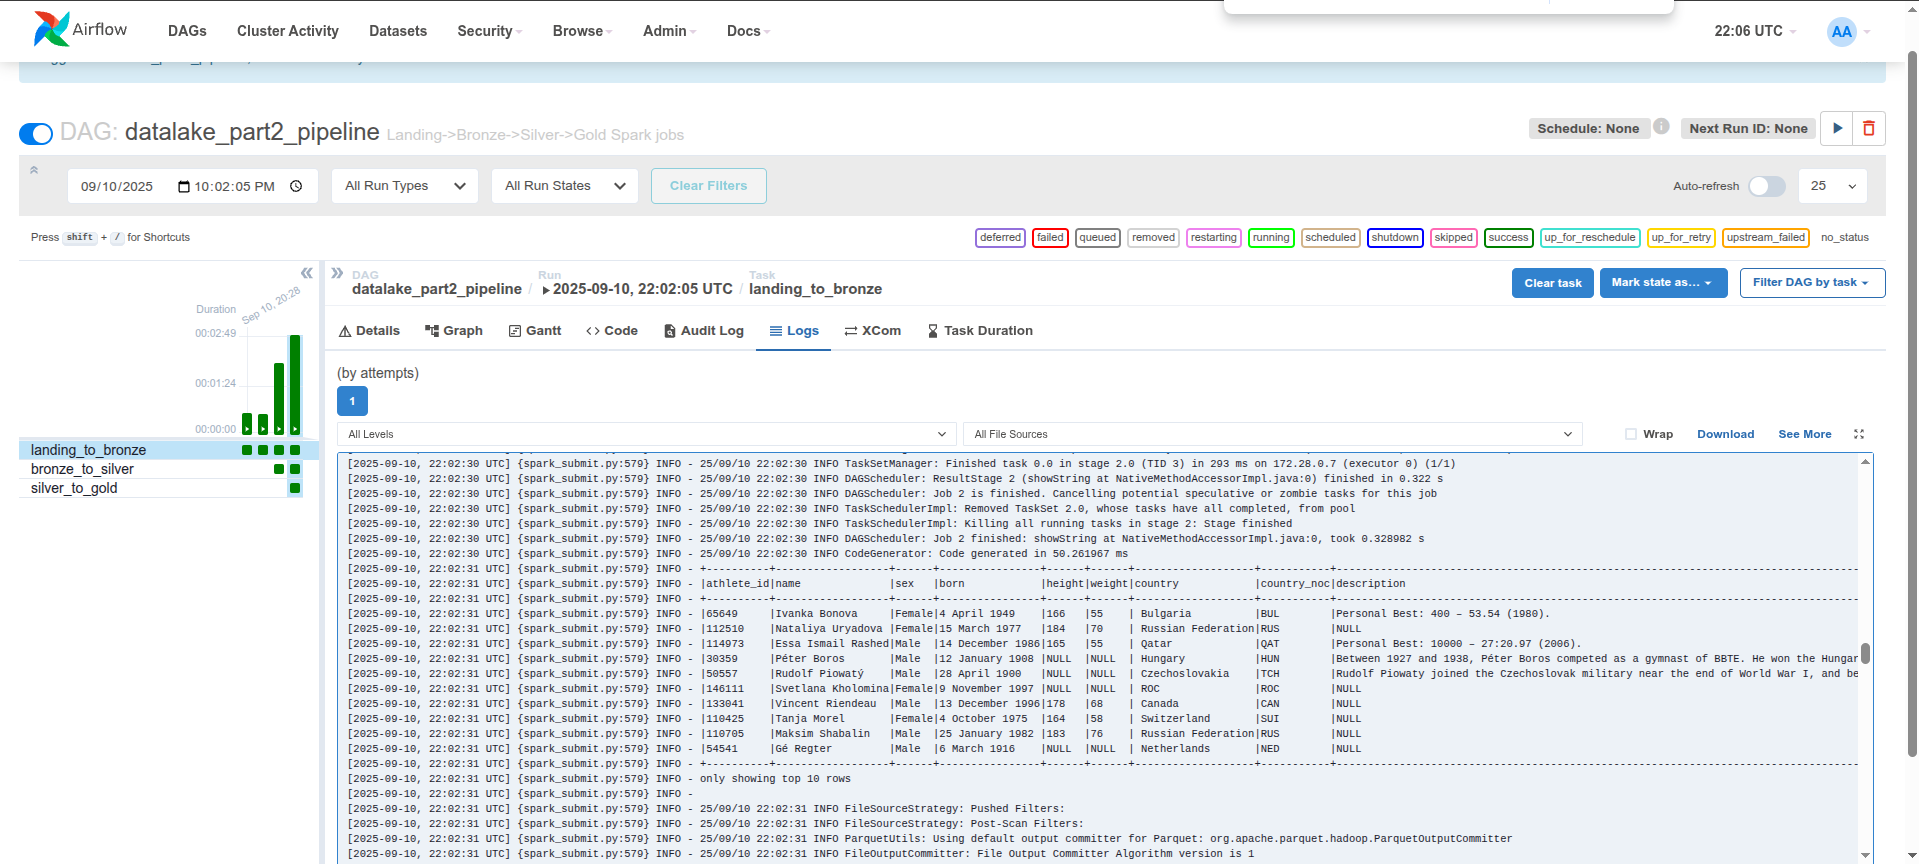 Airflow
DAGs
Cluster Activity
Datasets
Security
Browse
Admin
Docs
22:06 UTC
AA
DAG: datalake_part2_pipeline Landing->Bronze->Silver->Gold Spark jobs
Schedule: None
Next Run ID: None
09/10/2025 10:02:05 PM
All Run Types
All Run States
Clear Filters
Auto-refresh
25
Press shift + / for Shortcuts
deferred
failed
queued
removed
restarting
running
scheduled
shutdown
skipped
success
up_for_reschedule
up_for_retry
upstream_failed
no_status
Duration
Sep 10, 20:28
00:02:49
00:01:24
00:00:00
landing_to_bronze
bronze_to_silver
silver_to_gold
DAG
datalake_part2_pipeline
/
Run
2025-09-10, 22:02:05 UTC
/
Task
landing_to_bronze
Clear task
Mark state as...
Filter DAG by task
Details
Graph
Gantt
<> Code
Audit Log
Logs
XCom
Task Duration
(by attempts)
1
All Levels
All File Sources
Wrap
Download
See More
[2025-09-10, 22:02:30 UTC] {spark_submit.py:579} INFO - 25/09/10 22:02:30 INFO TaskSetManager: Finished task 0.0 in stage 2.0 (TID 3) in 293 ms on 172.28.0.7 (executor 0) (1/1)
[2025-09-10, 22:02:30 UTC] {spark_submit.py:579} INFO - 25/09/10 22:02:30 INFO DAGScheduler: ResultStage 2 (showString at NativeMethodAccessorImpl.java:0) finished in 0.322 s
[2025-09-10, 22:02:30 UTC] {spark_submit.py:579} INFO - 25/09/10 22:02:30 INFO DAGScheduler: Job 2 is finished. Cancelling potential speculative or zombie tasks for this job
[2025-09-10, 22:02:30 UTC] {spark_submit.py:579} INFO - 25/09/10 22:02:30 INFO TaskSchedulerImpl: Removed TaskSet 2.0, whose tasks have all completed, from pool
[2025-09-10, 22:02:30 UTC] {spark_submit.py:579} INFO - 25/09/10 22:02:30 INFO TaskSchedulerImpl: Killing all running tasks in stage 2: Stage finished
[2025-09-10, 22:02:30 UTC] {spark_submit.py:579} INFO - 25/09/10 22:02:30 INFO DAGScheduler: Job 2 finished: showString at NativeMethodAccessorImpl.java:0, took 0.328982 s
[2025-09-10, 22:02:30 UTC] {spark_submit.py:579} INFO - 25/09/10 22:02:30 INFO CodeGenerator: Code generated in 50.261967 ms
[2025-09-10, 22:02:31 UTC] {spark_submit.py:579} INFO - +----------+------------------+------+-----------------+------+------+-------------------+-----------+-----------------------------------------------------------------------------------
[2025-09-10, 22:02:31 UTC] {spark_submit.py:579} INFO - |athlete_id|name |sex |born |height|weight|country |country_noc|description
[2025-09-10, 22:02:31 UTC] {spark_submit.py:579} INFO - +----------+------------------+------+-----------------+------+------+-------------------+-----------+-----------------------------------------------------------------------------------
[2025-09-10, 22:02:31 UTC] {spark_submit.py:579} INFO - |65649 |Ivanka Bonova |Female|4 April 1949 |166 |55 | Bulgaria |BUL |Personal Best: 400 – 53.54 (1980).
[2025-09-10, 22:02:31 UTC] {spark_submit.py:579} INFO - |112510 |Nataliya Uryadova |Female|15 March 1977 |184 |70 | Russian Federation|RUS |NULL
[2025-09-10, 22:02:31 UTC] {spark_submit.py:579} INFO - |114973 |Essa Ismail Rashed|Male |14 December 1986|165 |55 | Qatar |QAT |Personal Best: 10000 – 27:20.97 (2006).
[2025-09-10, 22:02:31 UTC] {spark_submit.py:579} INFO - |30359 |Péter Boros |Male |12 January 1908 |NULL |NULL | Hungary |HUN |Between 1927 and 1938, Péter Boros competed as a gymnast of BBTE. He won the Hungar
[2025-09-10, 22:02:31 UTC] {spark_submit.py:579} INFO - |50557 |Rudolf Piowatý |Male |28 April 1900 |NULL |NULL | Czechoslovakia |TCH |Rudolf Piowaty joined the Czechoslovak military near the end of World War I, and be
[2025-09-10, 22:02:31 UTC] {spark_submit.py:579} INFO - |146111 |Svetlana Kholomina|Female|9 November 1997 |NULL |NULL | ROC |ROC |NULL
[2025-09-10, 22:02:31 UTC] {spark_submit.py:579} INFO - |133041 |Vincent Riendeau |Male |13 December 1996|178 |68 | Canada |CAN |NULL
[2025-09-10, 22:02:31 UTC] {spark_submit.py:579} INFO - |110425 |Tanja Morel |Female|4 October 1975 |164 |58 | Switzerland |SUI |NULL
[2025-09-10, 22:02:31 UTC] {spark_submit.py:579} INFO - |110705 |Maksim Shabalin |Male |25 January 1982 |183 |76 | Russian Federation|RUS |NULL
[2025-09-10, 22:02:31 UTC] {spark_submit.py:579} INFO - |54541 |Gé Regter |Male |6 March 1916 |NULL |NULL | Netherlands |NED |NULL
[2025-09-10, 22:02:31 UTC] {spark_submit.py:579} INFO - +----------+------------------+------+-----------------+------+------+-------------------+-----------+-----------------------------------------------------------------------------------
[2025-09-10, 22:02:31 UTC] {spark_submit.py:579} INFO - only showing top 10 rows
[2025-09-10, 22:02:31 UTC] {spark_submit.py:579} INFO -
[2025-09-10, 22:02:31 UTC] {spark_submit.py:579} INFO - 25/09/10 22:02:31 INFO FileSourceStrategy: Pushed Filters:
[2025-09-10, 22:02:31 UTC] {spark_submit.py:579} INFO - 25/09/10 22:02:31 INFO FileSourceStrategy: Post-Scan Filters:
[2025-09-10, 22:02:31 UTC] {spark_submit.py:579} INFO - 25/09/10 22:02:31 INFO ParquetUtils: Using default output committer for Parquet: org.apache.parquet.hadoop.ParquetOutputCommitter
[2025-09-10, 22:02:31 UTC] {spark_submit.py:579} INFO - 25/09/10 22:02:31 INFO FileOutputCommitter: File Output Committer Algorithm version is 1